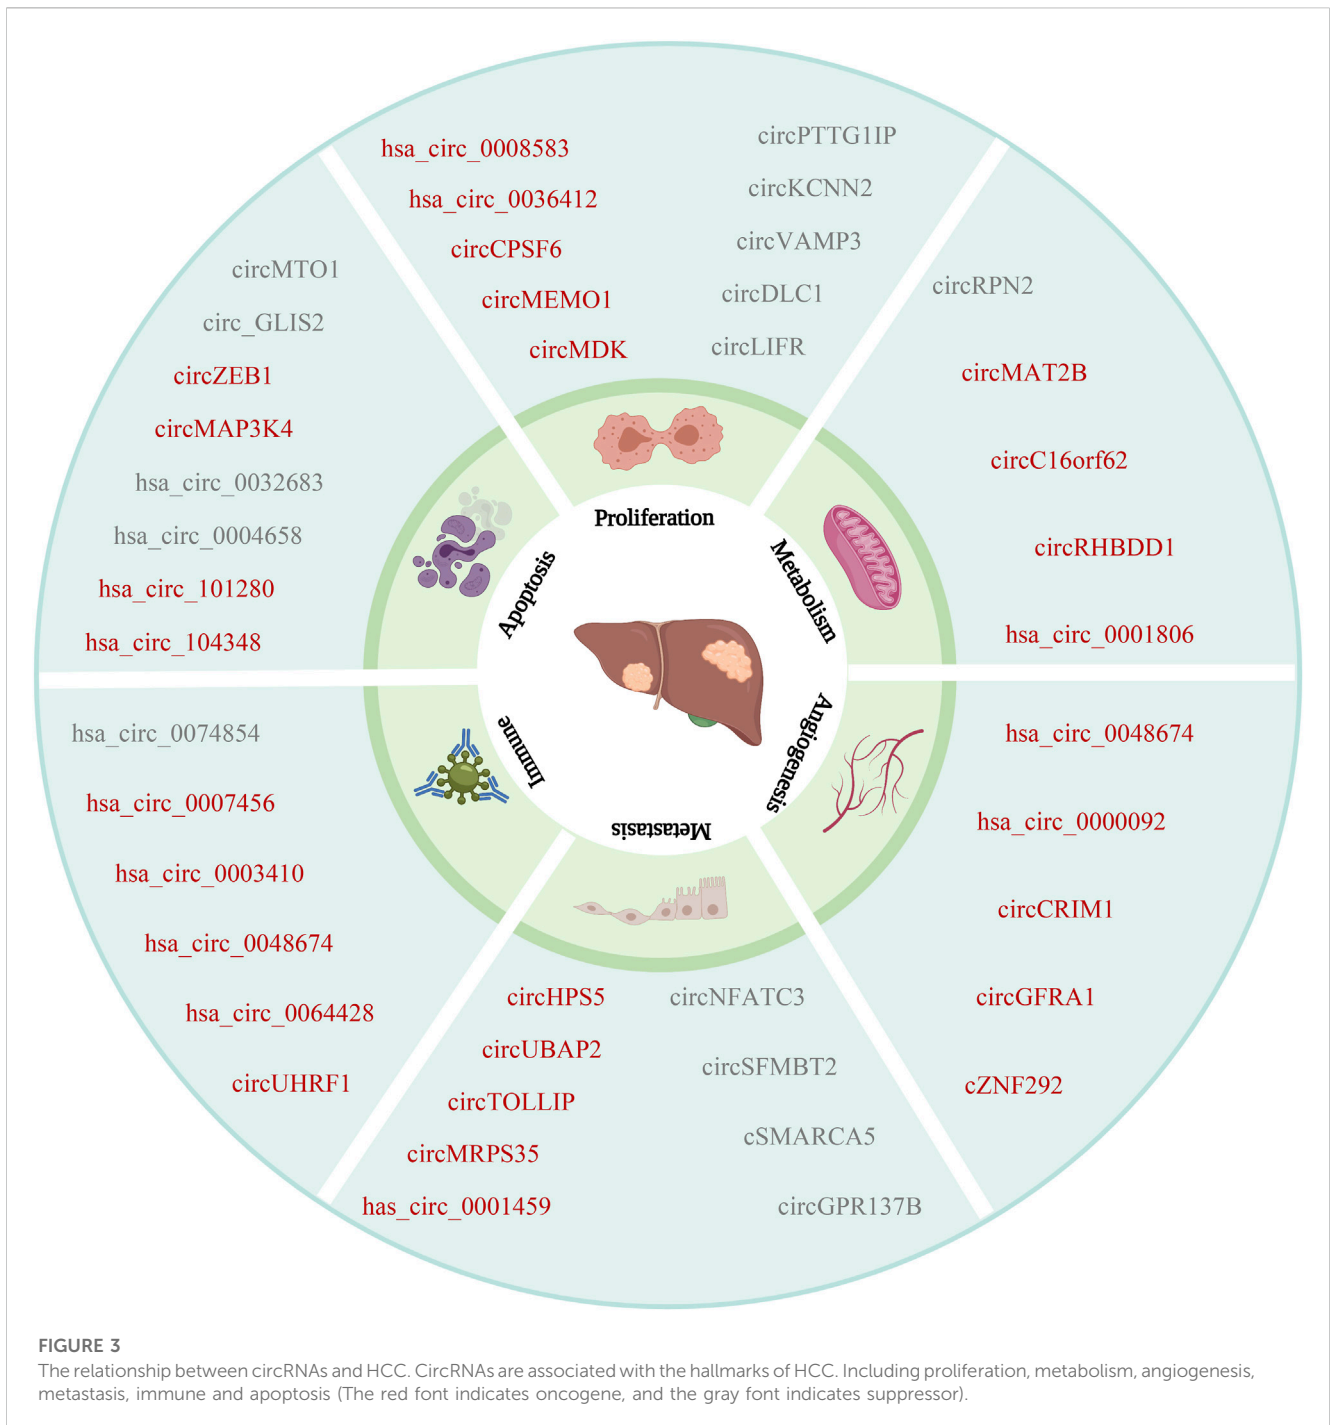 hsa_circ_0008583
hsa_circ_0036412
circCPSF6
circMEMO1
circMDK
circPTTG1IP
circKCNN2
circVAMP3
circDLC1
circLIFR
circRPN2
circMAT2B
circC16orf62
circRHBDD1
hsa_circ_0001806
hsa_circ_0048674
hsa_circ_0000092
circCRIM1
circGFRA1
cZNF292
circHPS5
circUBAP2
circTOLLIP
circMRPS35
has_circ_0001459
circNFATC3
circSFMBT2
cSMARCA5
circGPR137B
hsa_circ_0074854
hsa_circ_0007456
hsa_circ_0003410
hsa_circ_0048674
hsa_circ_0064428
circUHRF1
circMTO1
circ_GLIS2
circZEB1
circMAP3K4
hsa_circ_0032683
hsa_circ_0004658
hsa_circ_101280
hsa_circ_104348
Proliferation
Metabolism
Angiogenesis
Metastasis
Immune
Apoptosis
FIGURE 3
The relationship between circRNAs and HCC. CircRNAs are associated with the hallmarks of HCC. Including proliferation, metabolism, angiogenesis,
metastasis, immune and apoptosis (The red font indicates oncogene, and the gray font indicates suppressor).